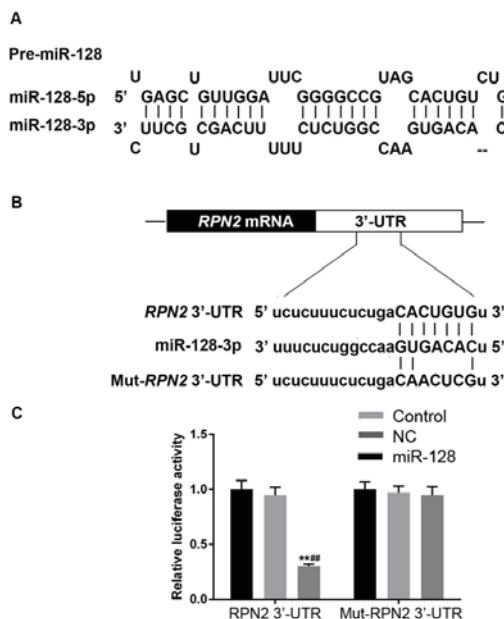 A
Pre-miR-128
U U UUC UAG CU
miR-128-5p 5' GAGC GUUGGA GGGGCCG CACUGU G
miR-128-3p 3' UUCG CGACUU CUCUGGC GUGACA C
C U UUU CAA --
B
RPN2 mRNA 3'-UTR
RPN2 3'-UTR 5' ucucuuucucugaCACUGUGu 3'
miR-128-3p 3' uuucucuggccaaGUGACACu 5'
Mut-RPN2 3'-UTR 5' ucucuuucucugaCAACUCGu 3'
C
Control
NC
miR-128
Relative luciferase activity
1.5
1.0
0.5
0.0
**##
RPN2 3'-UTR Mut-RPN2 3'-UTR